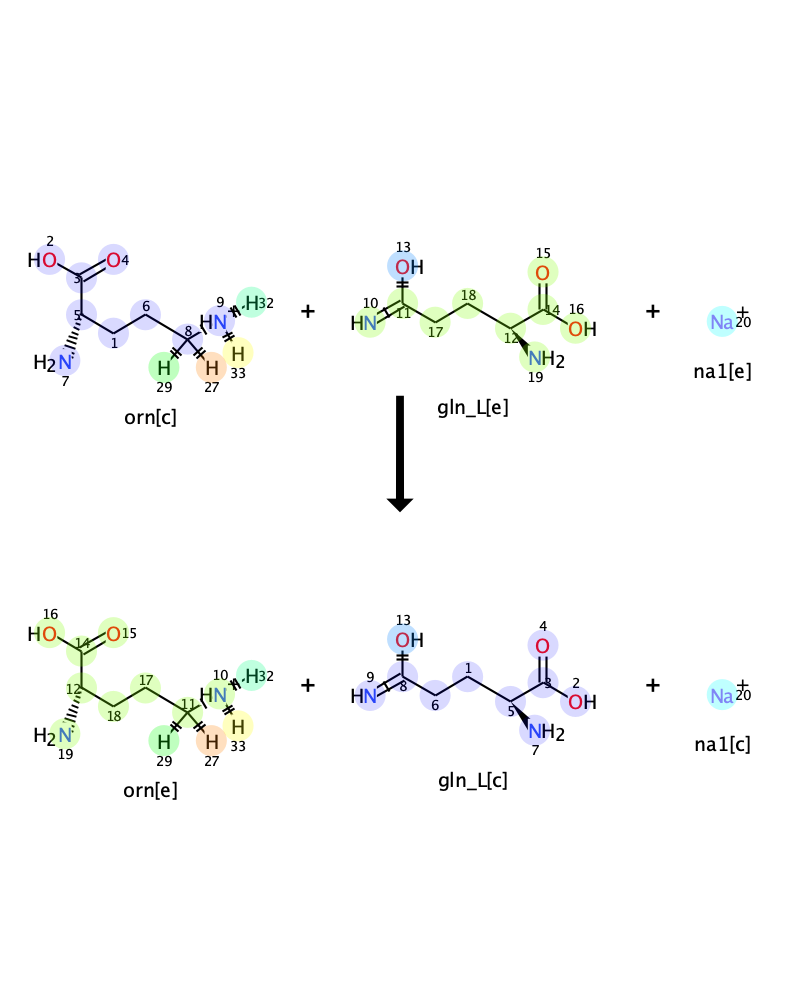 2
15
13
HO
O4
OH
O
3
18
9
H32
10
14
16
5
6
HN
+
HN
11
+
Na+
20
1
8
17
12
OH
H2N
H
H
H
33
NH2
7
29
27
19
na1[e]
orn[c]
gln_L[e]
16
13
4
HO
O15
OH
O
14
17
10
H32
9
1
3
2
12
11
HN
+
HN
8
+
Na+
20
18
6
5
OH
H2N
H
H
H
33
NH2
19
29
27
7
na1[c]
orn[e]
gln_L[c]